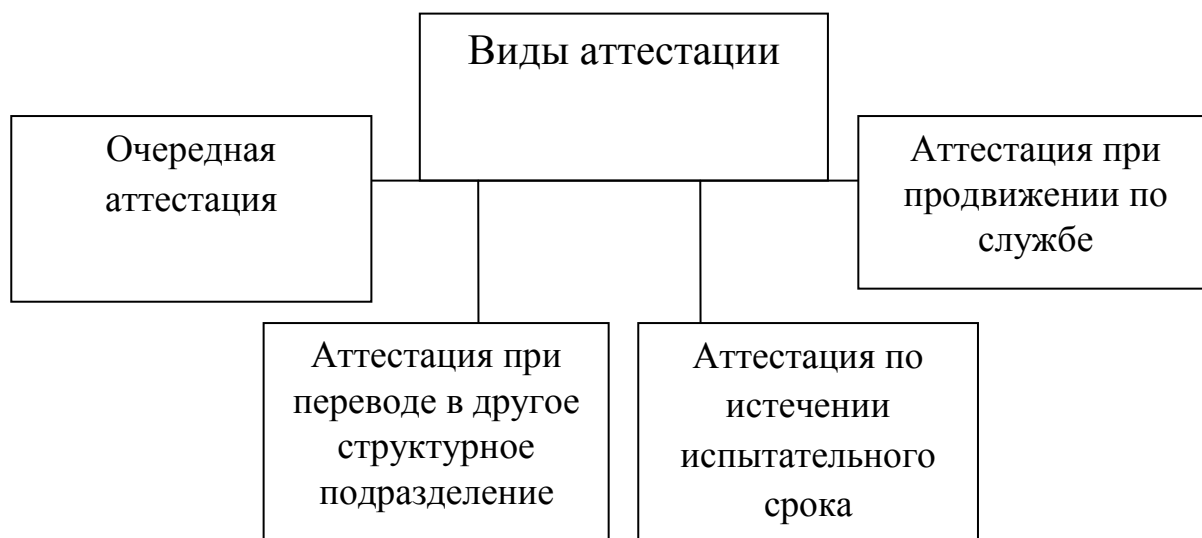 Виды аттестации
Очередная
аттестация
Аттестация при
продвижении по
службе
Аттестация при
переводе в другое
структурное
подразделение
Аттестация по
истечении
испытательного
срока